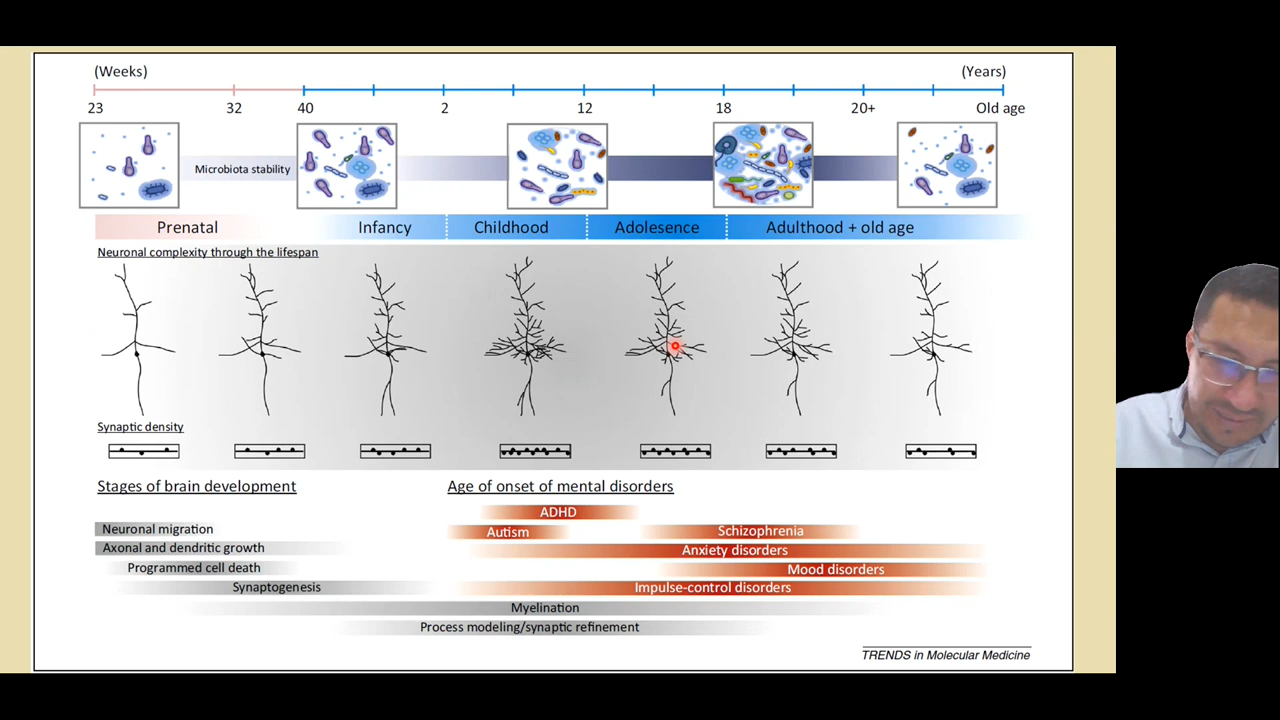 (Weeks) (Years)
23 32 40 2 12 18 20+ Old age
Microbiota stability
Prenatal Infancy Childhood Adolesence Adulthood + old age
Neuronal complexity through the lifespan
Synaptic density
Stages of brain development
Neuronal migration
Axonal and dendritic growth
Programmed cell death
Synaptogenesis
Myelination
Process modeling/synaptic refinement
Age of onset of mental disorders
ADHD
Autism
Schizophrenia
Anxiety disorders
Mood disorders
Impulse-control disorders
TRENDS in Molecular Medicine